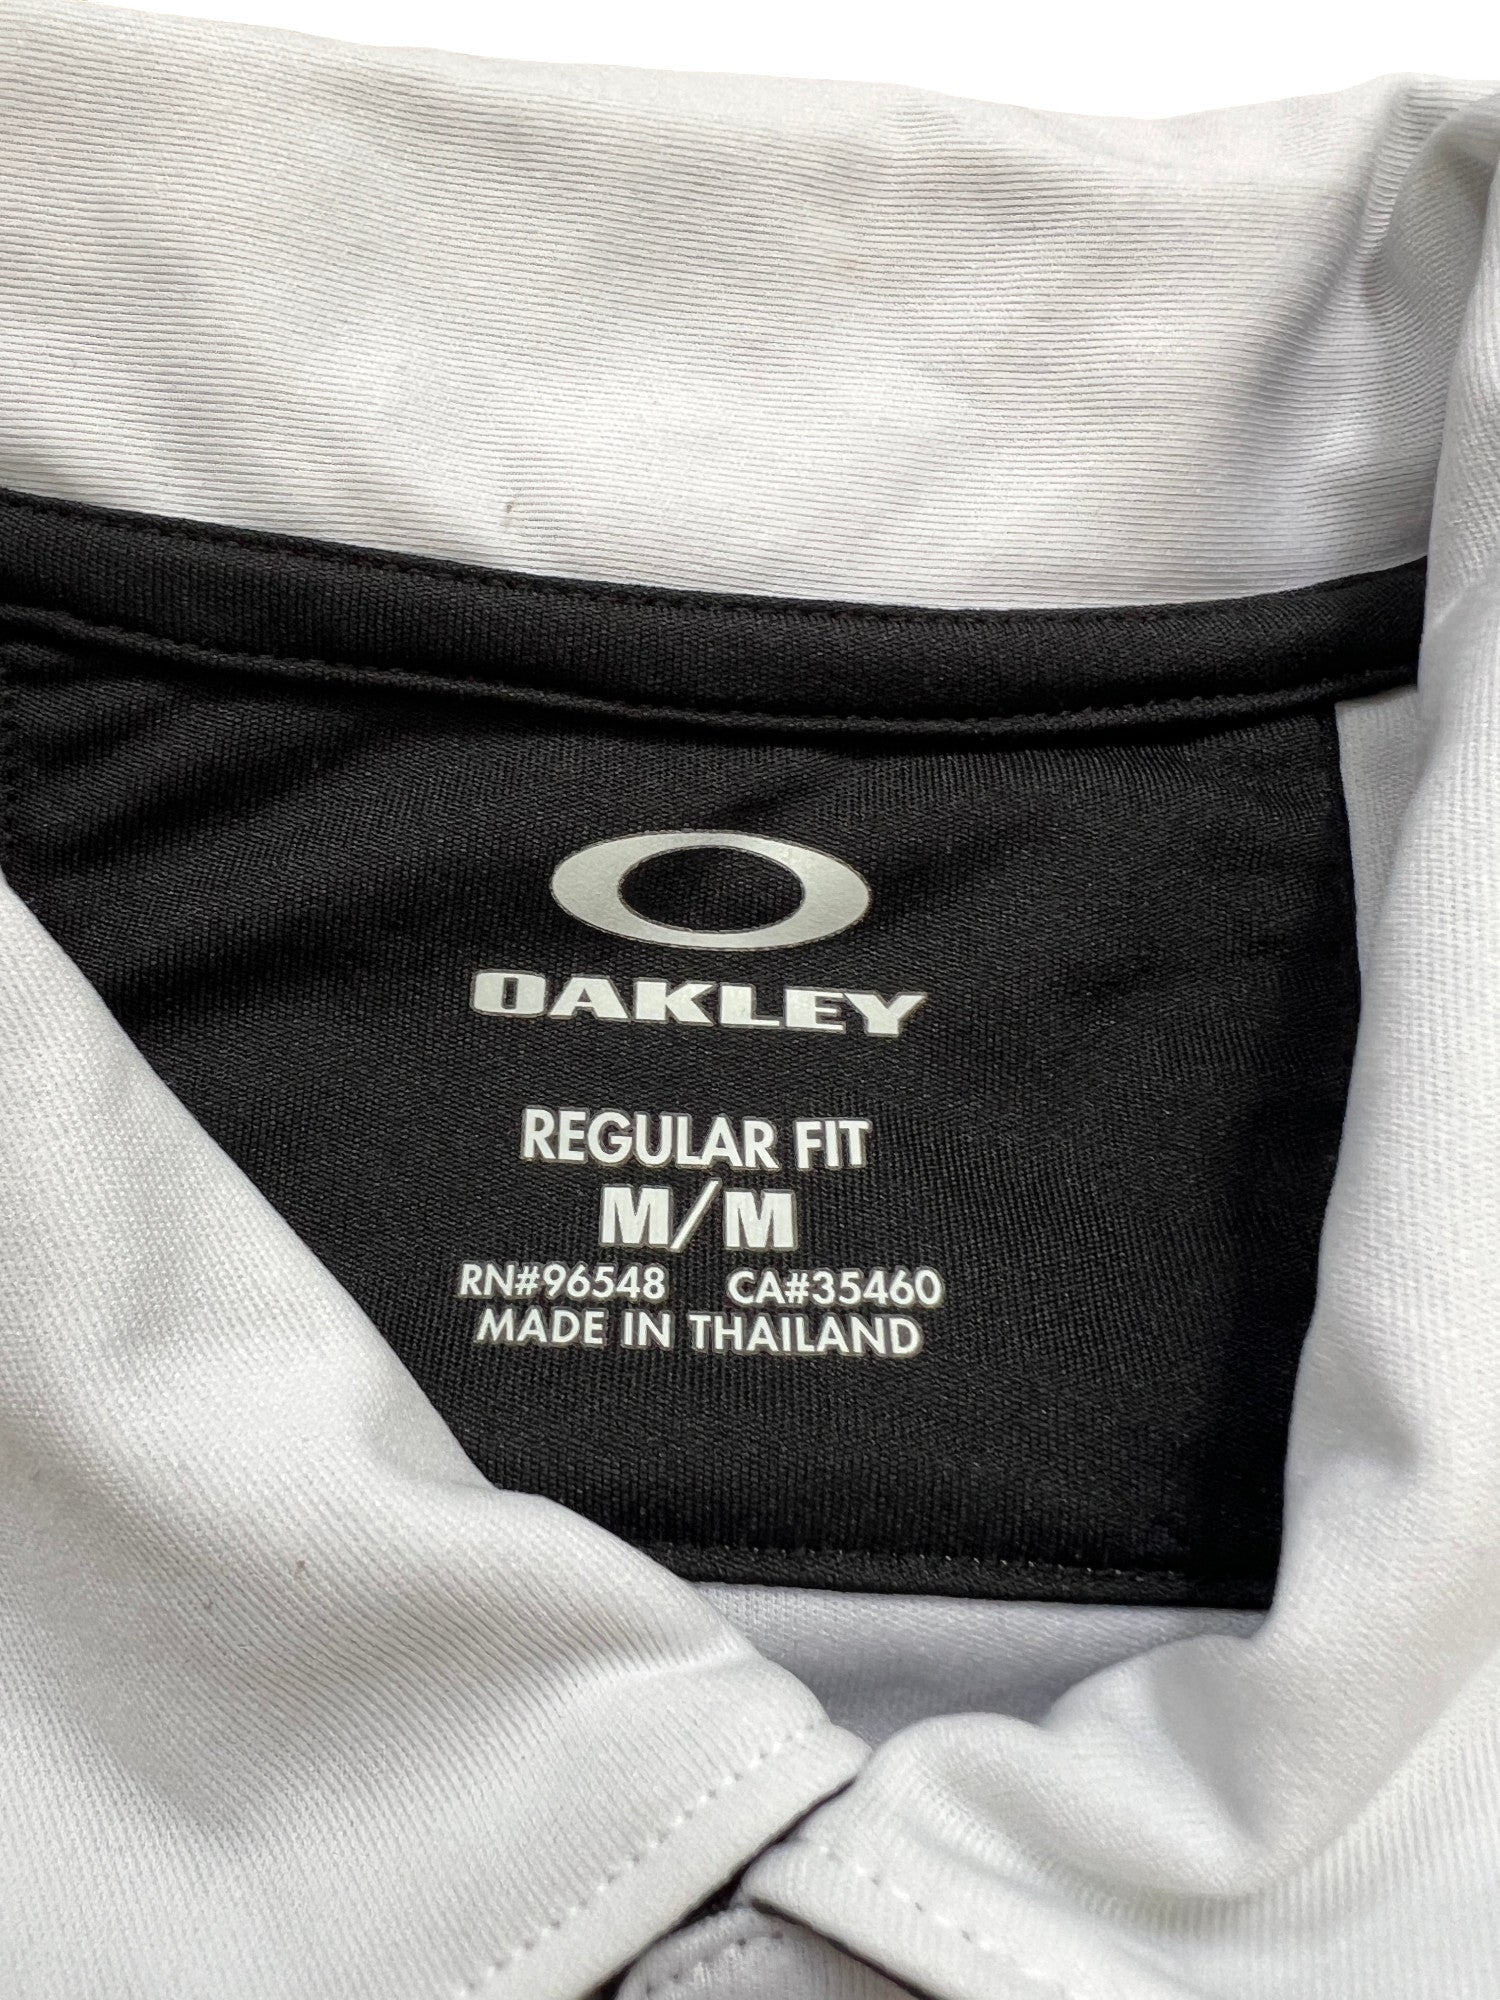 OAKLEY
REGULAR FIT
M/M
RN#96548 CA#35460
MADE IN THAILAND